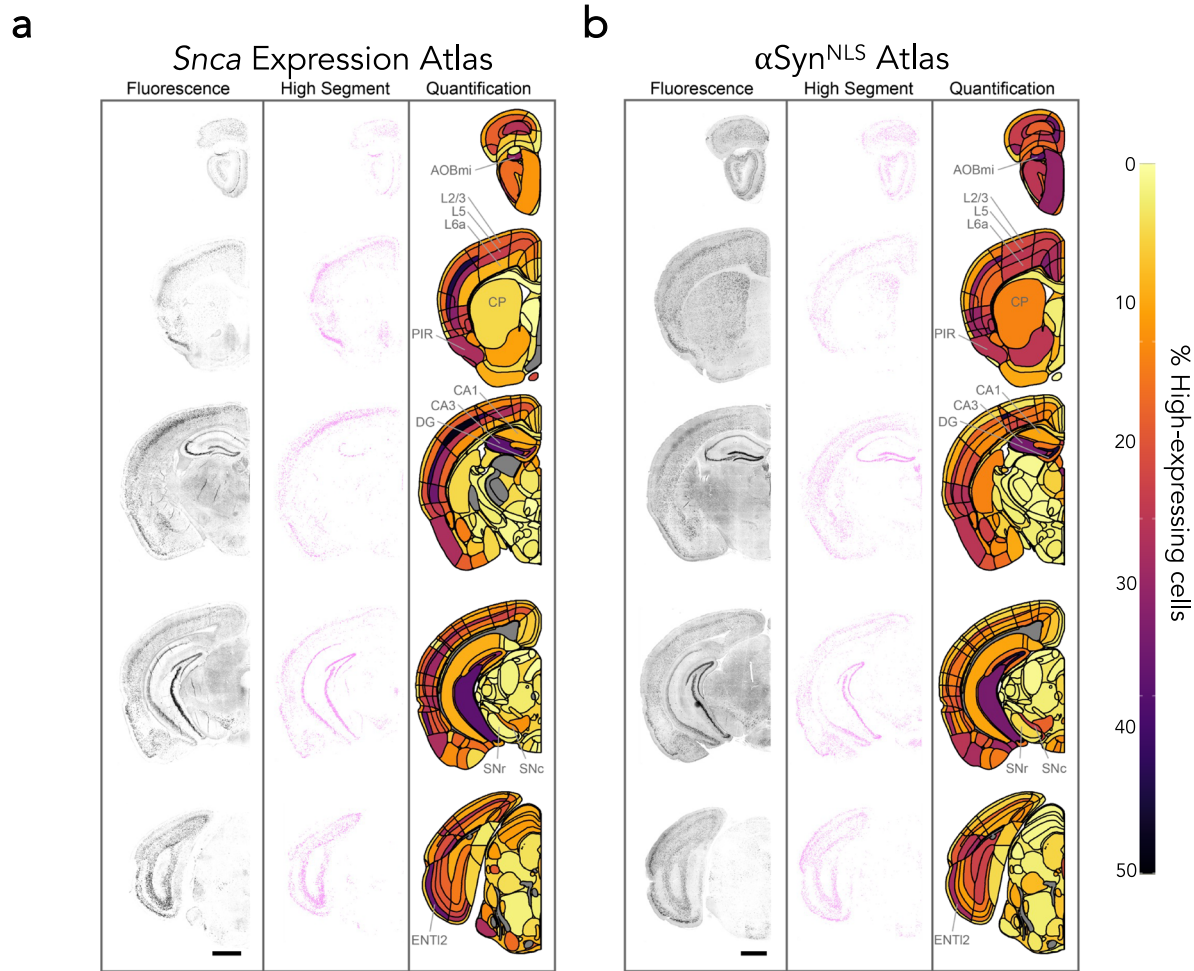 a
Snca Expression Atlas
Fluorescence High Segment Quantification
AOBmi
L2/3
L5
L6a
CP
PIR
CA1
CA3
DG
SNr SNc
ENTl2
b
αSynNLS Atlas
Fluorescence High Segment Quantification
AOBmi
L2/3
L5
L6a
CP
PIR
CA1
CA3
DG
SNr SNc
ENTl2
0
10
20
30
40
50
% High-expressing cells